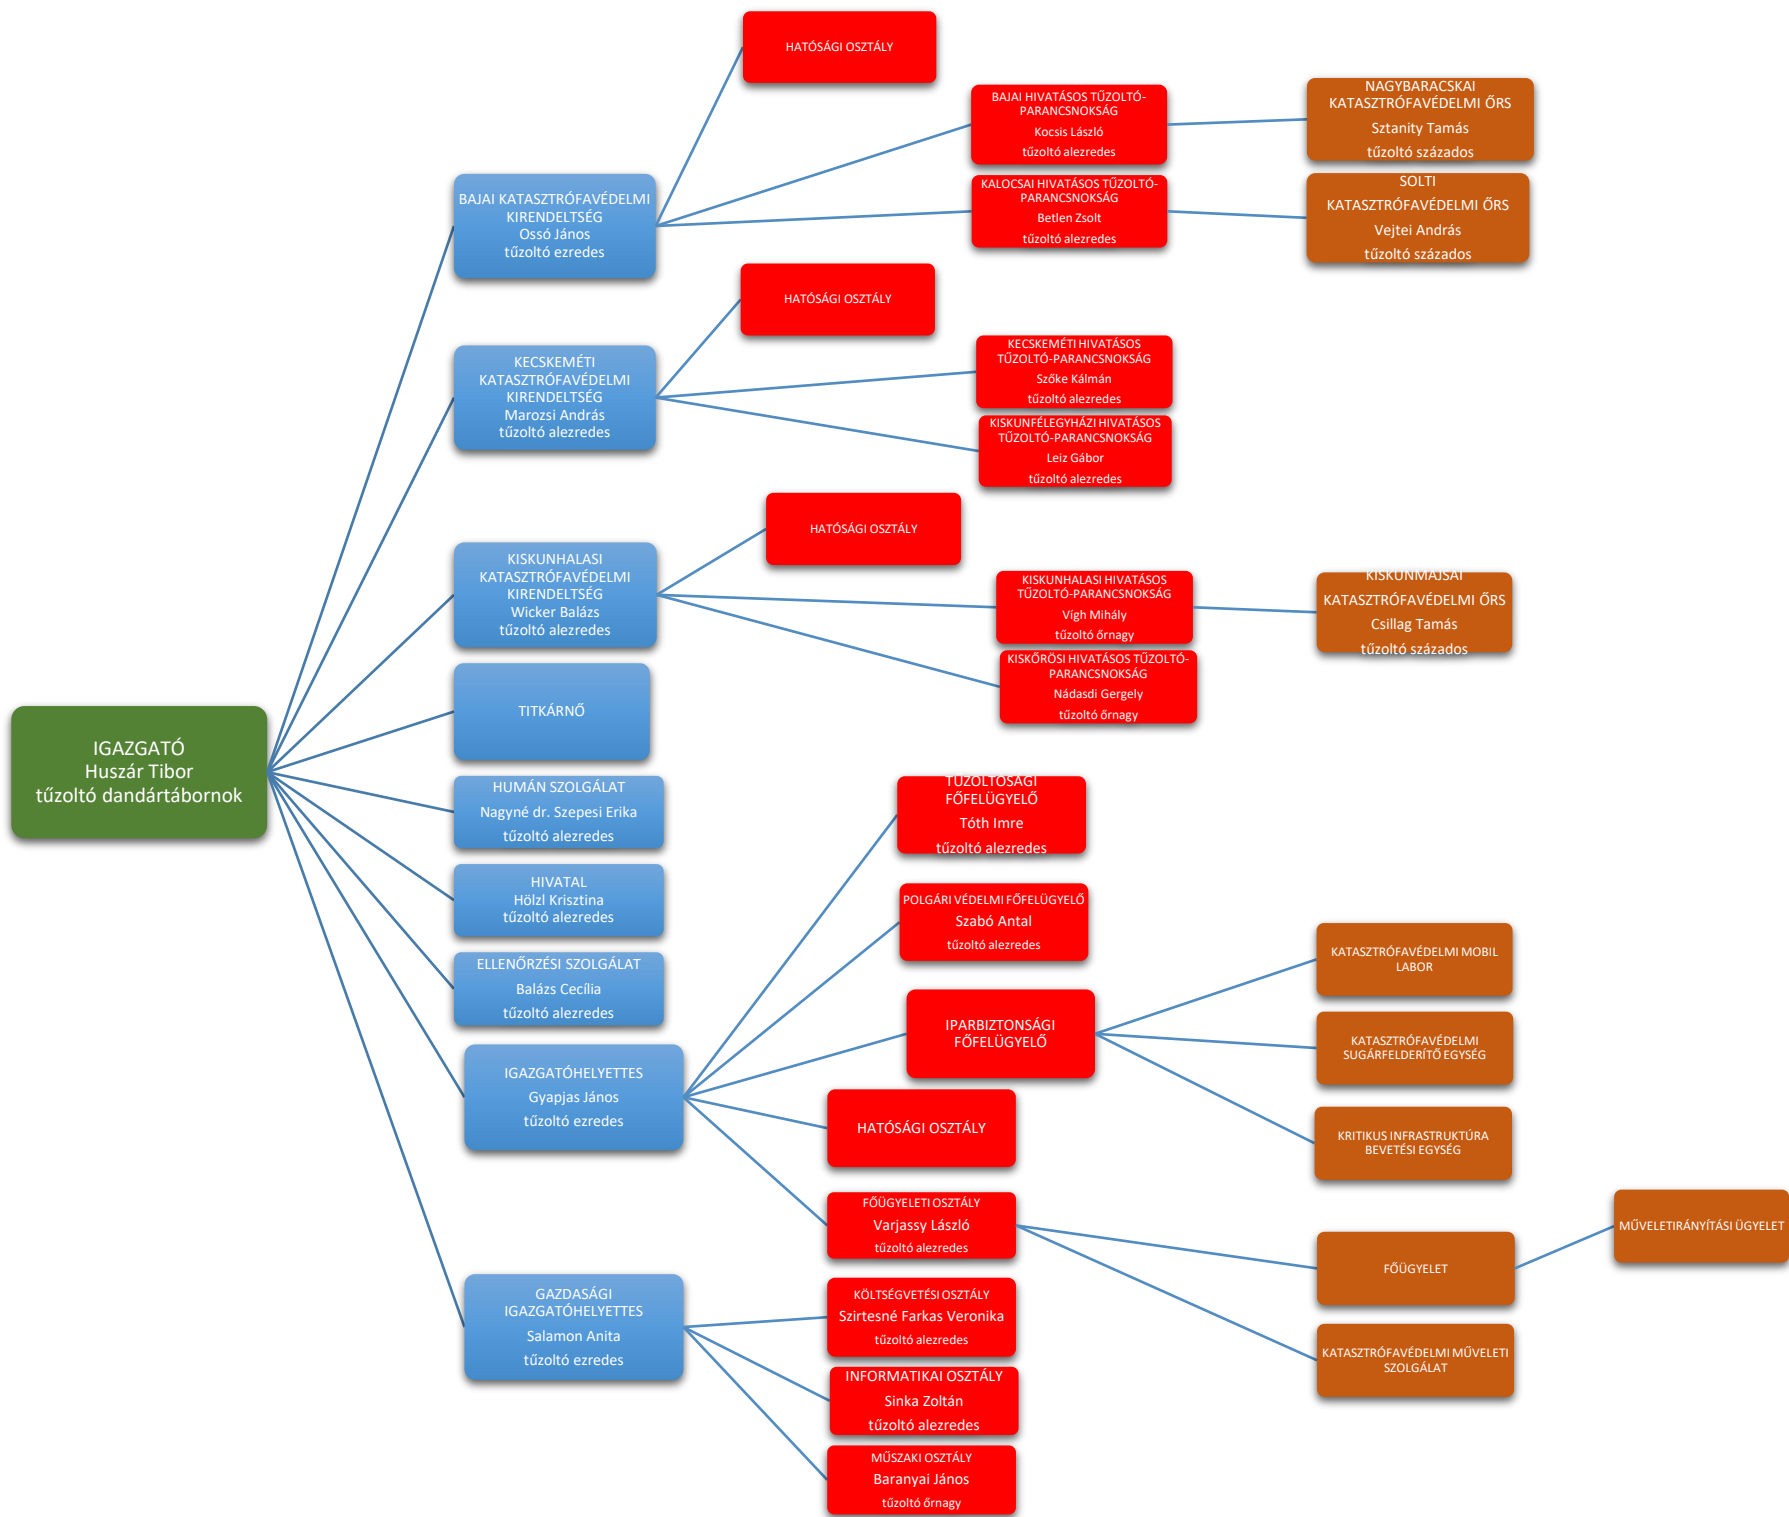 HATÓSÁGI OSZTÁLY
BAJAI HIVATÁSOS TŰZOLTÓ-
PARANCSNOKSÁG
Kocsis László
tűzoltó alezredes
NAGYBARACSKAI
KATASZTRÓFAVÉDELMI ŐRS
Sztanity Tamás
tűzoltó százados
BAJAI KATASZTRÓFAVÉDELMI
KIRENDELTSÉG
Ossó János
tűzoltó ezredes
KALOCSAI HIVATÁSOS TŰZOLTÓ-
PARANCSNOKSÁG
Betlen Zsolt
tűzoltó alezredes
SOLTI
KATASZTRÓFAVÉDELMI ŐRS
Vejtei András
tűzoltó százados
HATÓSÁGI OSZTÁLY
KECSKEMÉTI
KATASZTRÓFAVÉDELMI
KIRENDELTSÉG
Marozsi András
tűzoltó alezredes
KECSKEMÉTI HIVATÁSOS
TŰZOLTÓ-PARANCSNOKSÁG
Szőke Kálmán
tűzoltó alezredes
KISKUNFÉLEGYHÁZI HIVATÁSOS
TŰZOLTÓ-PARANCSNOKSÁG
Leiz Gábor
tűzoltó alezredes
HATÓSÁGI OSZTÁLY
KISKUNHALASI
KATASZTRÓFAVÉDELMI
KIRENDELTSÉG
Wicker Balázs
tűzoltó alezredes
KISKUNHALASI HIVATÁSOS
TŰZOLTÓ-PARANCSNOKSÁG
Vígh Mihály
tűzoltó őrnagy
KISKUNMAJSAI
KATASZTRÓFAVÉDELMI ŐRS
Csillag Tamás
tűzoltó százados
KISKŐRÖSI HIVATÁSOS TŰZOLTÓ-
PARANCSNOKSÁG
Nádasdi Gergely
tűzoltó őrnagy
TITKÁRNŐ
IGAZGATÓ
Huszár Tibor
tűzoltó dandártábornok
HUMÁN SZOLGÁLAT
Nagyné dr. Szepesi Erika
tűzoltó alezredes
HIVATAL
Hölzl Krisztina
tűzoltó alezredes
ELLENŐRZÉSI SZOLGÁLAT
Balázs Cecília
tűzoltó alezredes
IGAZGATÓHELYETTES
Gyapjas János
tűzoltó ezredes
TŰZOLTÓSÁGI
FŐFELÜGYELŐ
Tóth Imre
tűzoltó alezredes
POLGÁRI VÉDELMI FŐFELÜGYELŐ
Szabó Antal
tűzoltó alezredes
IPARBIZTONSÁGI
FŐFELÜGYELŐ
KATASZTRÓFAVÉDELMI MOBIL
LABOR
KATASZTRÓFAVÉDELMI
SUGÁRFELDERÍTŐ EGYSÉG
KRITIKUS INFRASTRUKTÚRA
BEVETÉSI EGYSÉG
HATÓSÁGI OSZTÁLY
FŐÜGYELETI OSZTÁLY
Varjassy László
tűzoltó alezredes
FŐÜGYELET
MŰVELETIRÁNYÍTÁSI ÜGYELET
KATASZTRÓFAVÉDELMI MŰVELETI
SZOLGÁLAT
GAZDASÁGI
IGAZGATÓHELYETTES
Salamon Anita
tűzoltó ezredes
KÖLTSÉGVETÉSI OSZTÁLY
Szirtesné Farkas Veronika
tűzoltó alezredes
INFORMATIKAI OSZTÁLY
Sinka Zoltán
tűzoltó alezredes
MŰSZAKI OSZTÁLY
Baranyai János
tűzoltó őrnagy